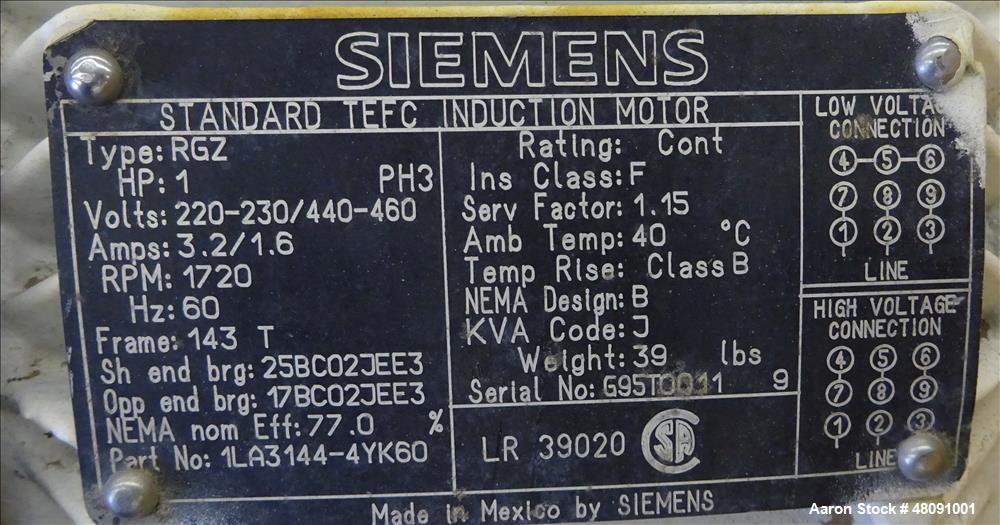 SIEMENS
STANDARD TEFC INDUCTION MOTOR
Type: RGZ
HP: 1 PH3
Volts: 220-230/440-460
Amps: 3.2/1.6
RPM: 1720
Hz: 60
Frame: 143 T
Sh end brg: 25BC02JEE3
Opp end brg: 17BC02JEE3
NEMA nom Eff: 77.0 %
Part No: 1LA3144-4YK60
Rating: Cont
Ins Class: F
Serv Factor: 1.15
Amb Temp: 40 °C
Temp Rise: Class B
NEMA Design: B
KVA Code: J
Weight: 39 lbs
Serial No: G95T0011 9
LR 39020 SA
LOW VOLTAGE
CONNECTION
4-5-6
7 8 9
1 2 3
LINE
HIGH VOLTAGE
CONNECTION
4 5 6
7 8 9
1 2 3
LINE
Made in Mexico by SIEMENS
Aaron Stock # 48091001